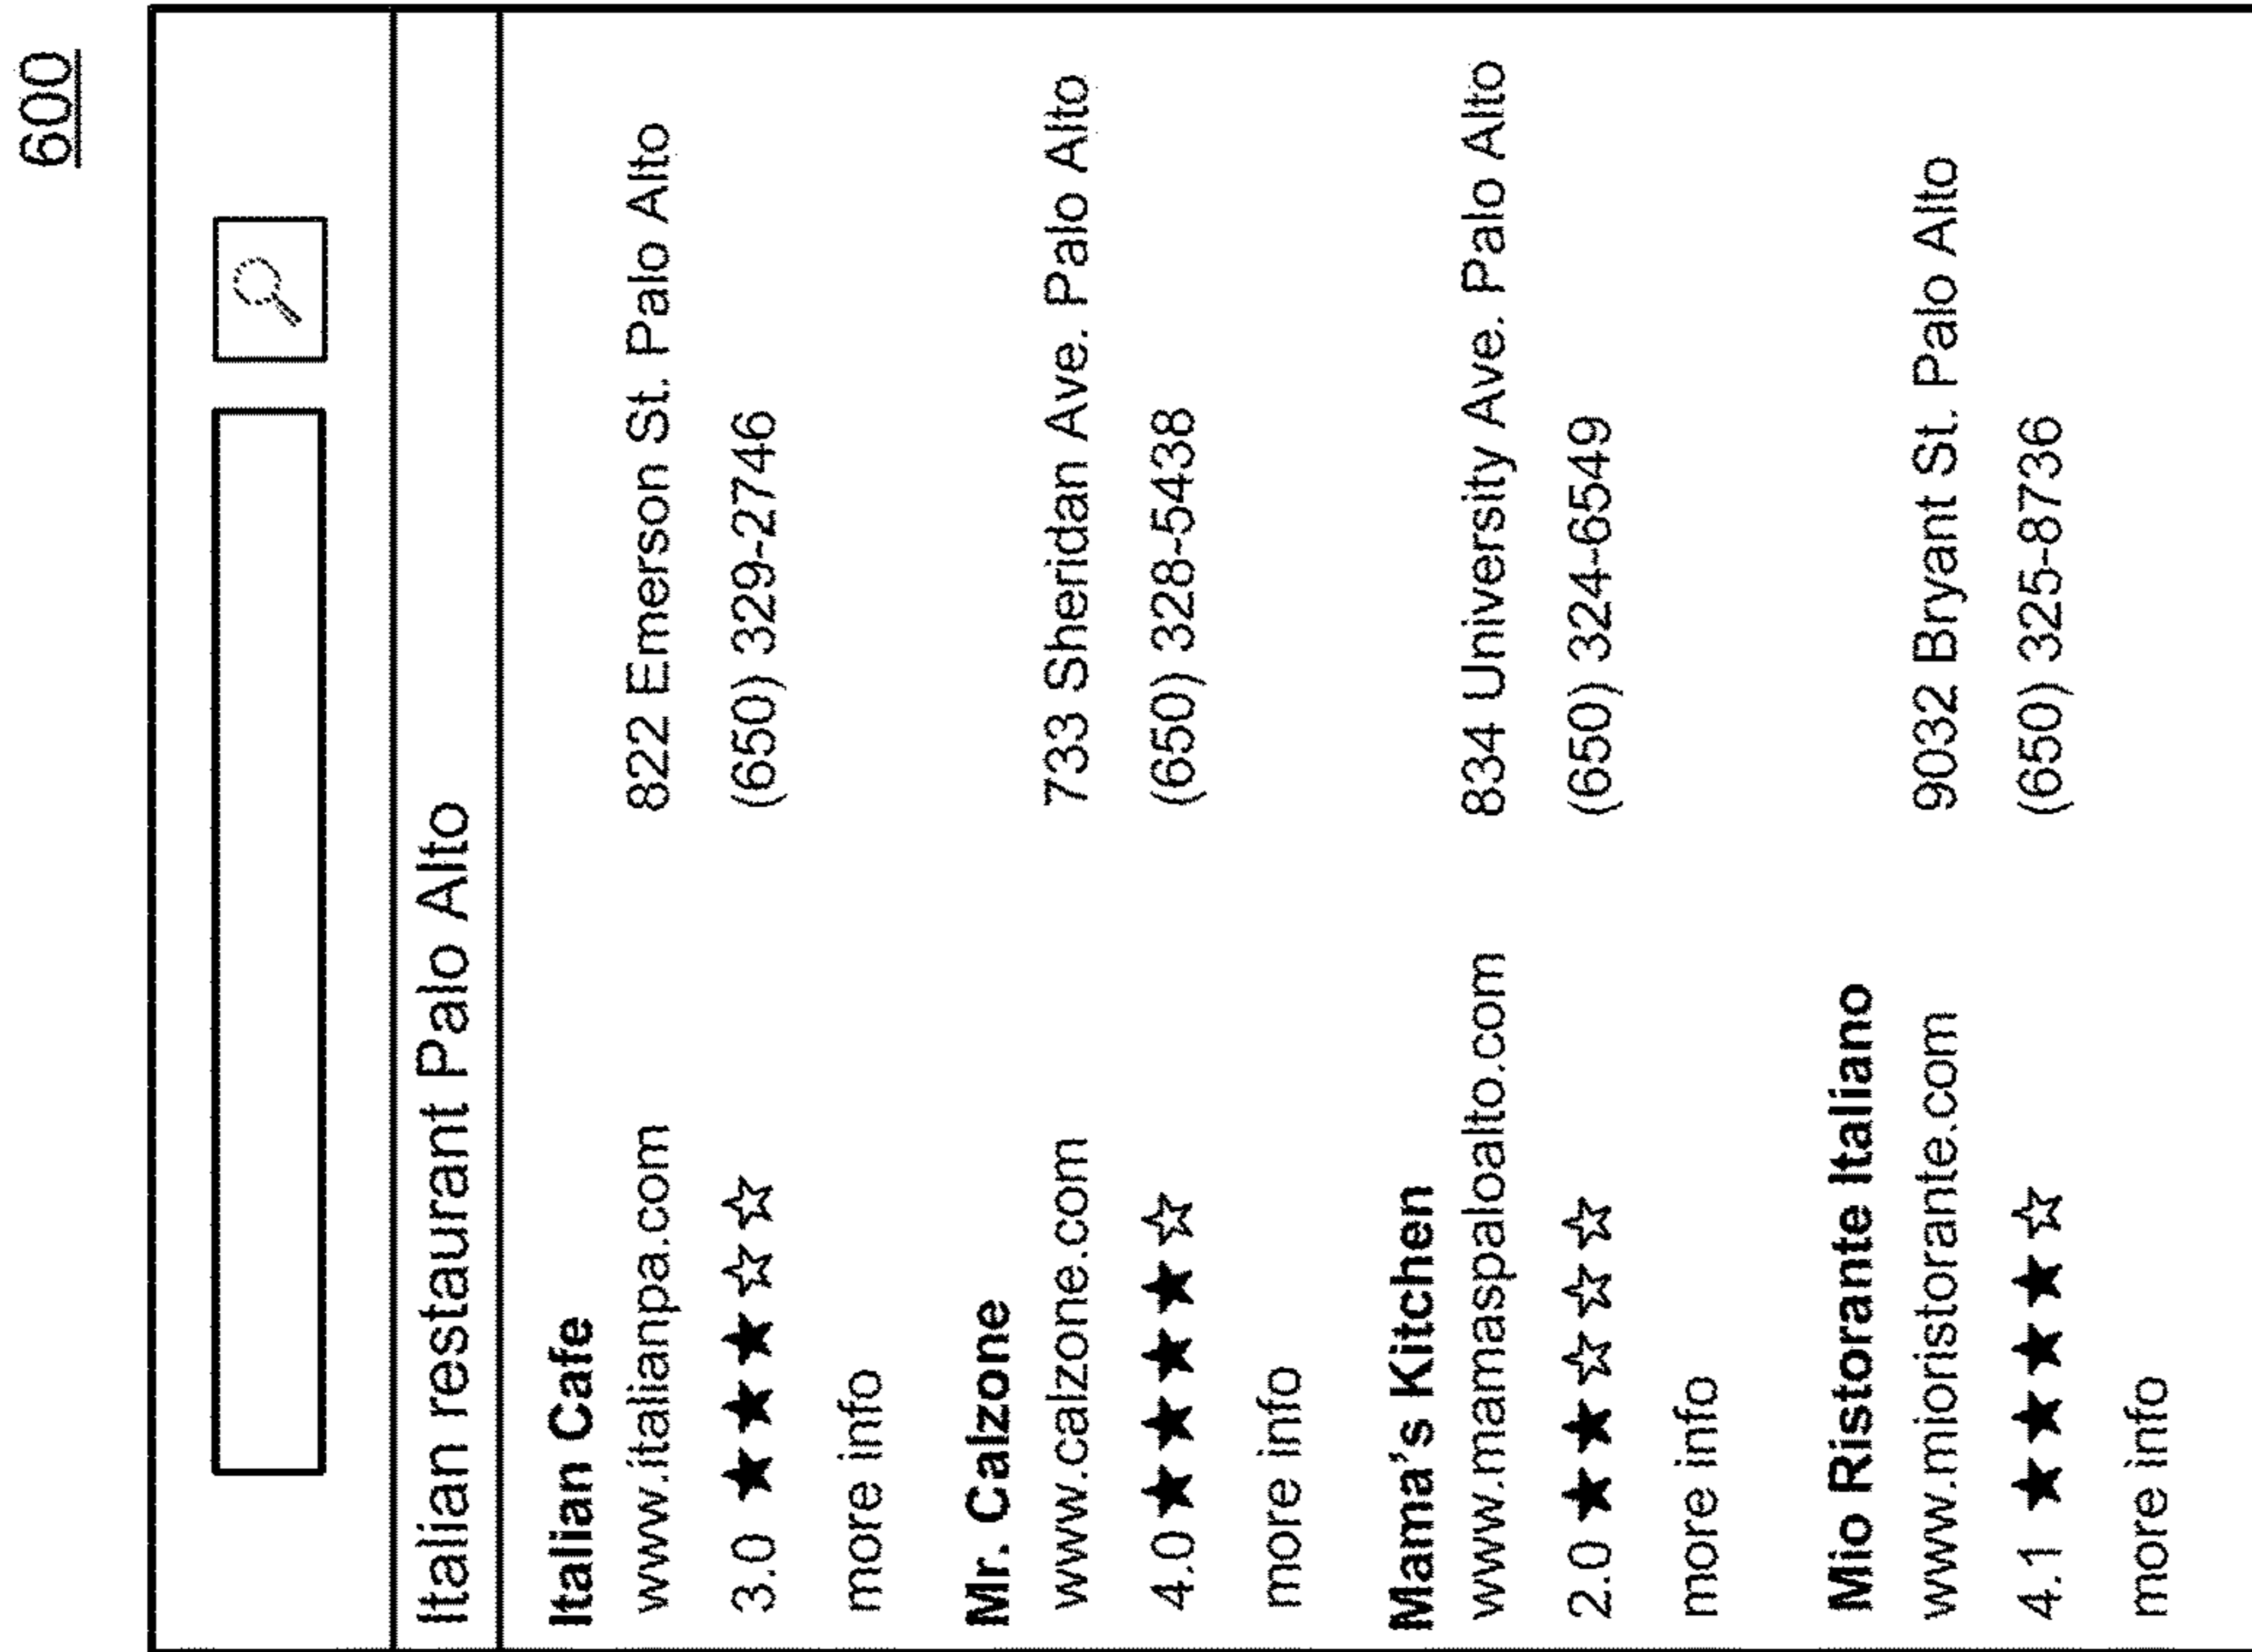 600
Italian restaurant Palo Alto
Italian Cafe
www.italianpa.com 822 Emerson St. Palo Alto
3.0 ★★★☆☆ (650) 329-2746
more info
Mr. Calzone
www.calzone.com 733 Sheridan Ave. Palo Alto
4.0 ★★★★☆ (650) 328-5438
more info
Mama's Kitchen
www.mamaspaloalto.com 834 University Ave. Palo Alto
2.0 ★★☆☆☆ (650) 324-6549
more info
Mio Ristorante Italiano
www.mioristorante.com 9032 Bryant St. Palo Alto
4.1 ★★★★☆ (650) 325-8736
more info